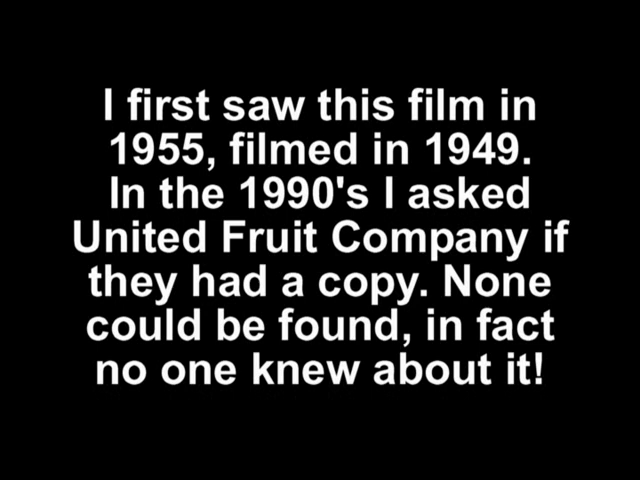 I first saw this film in
1955, filmed in 1949.
In the 1990's I asked
United Fruit Company if
they had a copy. None
could be found, in fact
no one knew about it!